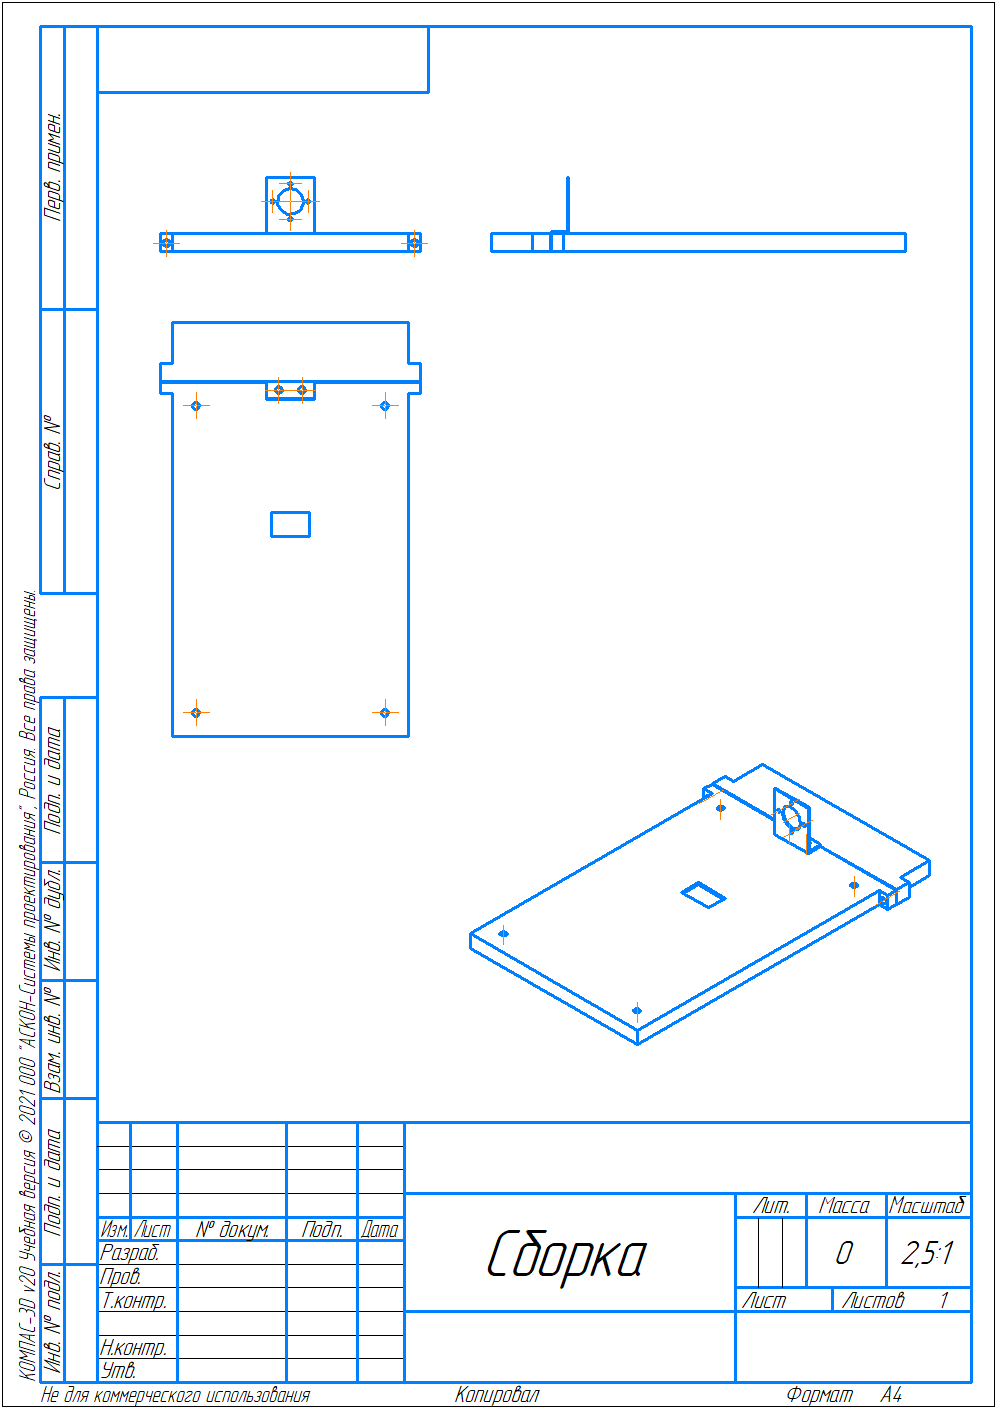 Перв. примен.
Справ. №
Подп. и дата
Инв. № дубл.
Взам. инв. №
Подп. и дата
Инв. № подл.
КОМПАС-3D v20 Учебная версия © 2021 ООО "АСКОН-Системы проектирования", Россия. Все права защищены.
Изм. Лист № докум. Подп. Дата
Разраб.
Пров.
Т.контр.
Н.контр.
Утв.
Сборка
Лит. Масса Масштаб
0 2,5:1
Лист Листов 1
Не для коммерческого использования Копировал Формат А4